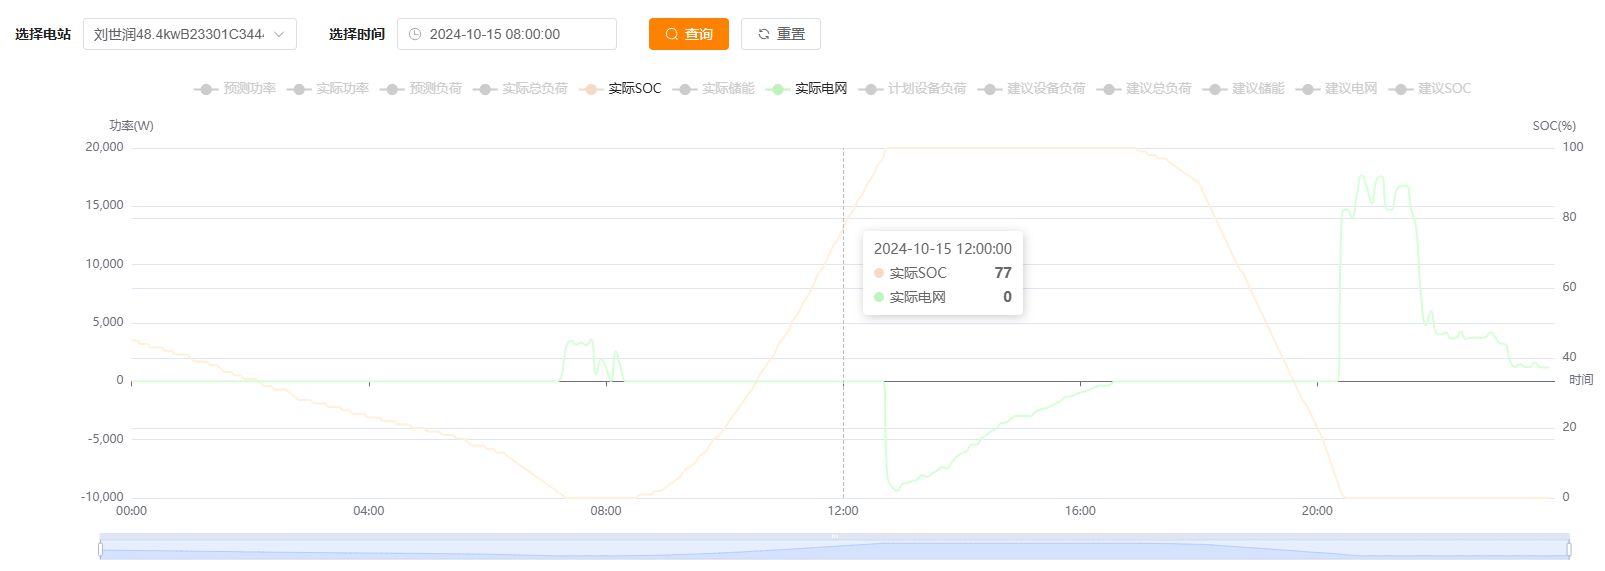 选择电站 刘世润48.4kwB23301C344 选择时间 2024-10-15 08:00:00 查询 重置
预测功率 实际功率 预测负荷 实际总负荷 实际SOC 实际储能 实际电网 计划设备负荷 建议设备负荷 建议总负荷 建议储能 建议电网 建议SOC
功率(W) SOC(%)
20,000 100
15,000
80
10,000
60
5,000
40
0 时间
20
-5,000
-10,000 0
2024-10-15 12:00:00
实际SOC 77
实际电网 0
00:00 04:00 08:00 12:00 16:00 20:00